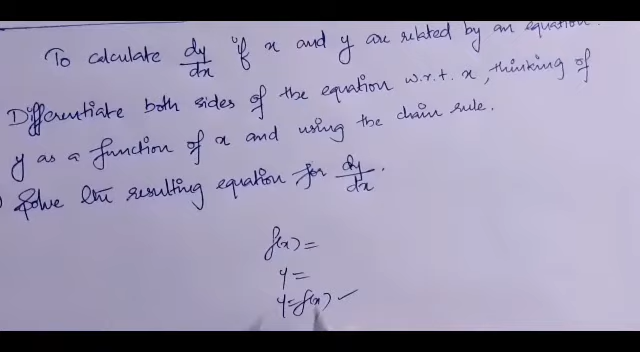 To calculate dy/dx if x and y are related by an equation.
Differentiate both sides of the equation w.r.t. x, thinking of
y as a function of x and using the chain rule.
Solve the resulting equation for dy/dx.
f(x) =
y =
y = f(x) ✓